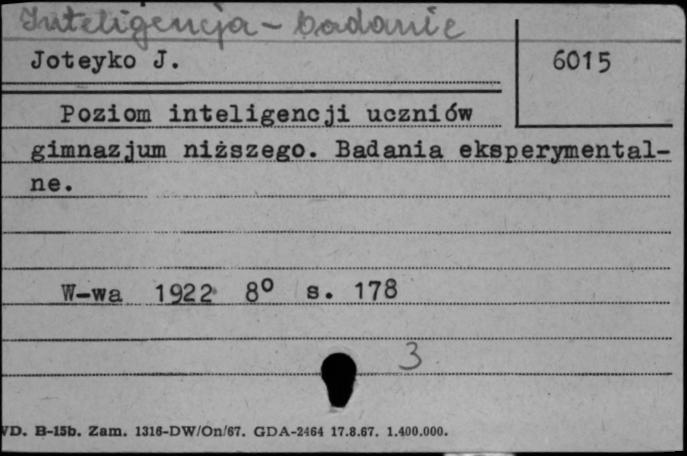 Inteligencja - badanie
Joteyko J.
6015
Poziom inteligencji uczniów
gimnazjum niższego. Badania eksperymental-
ne.
W-wa 1922 8° s. 178
3
VD. B-15b. Zam. 1316-DW/On/67. GDA-2464 17.8.67. 1.400.000.